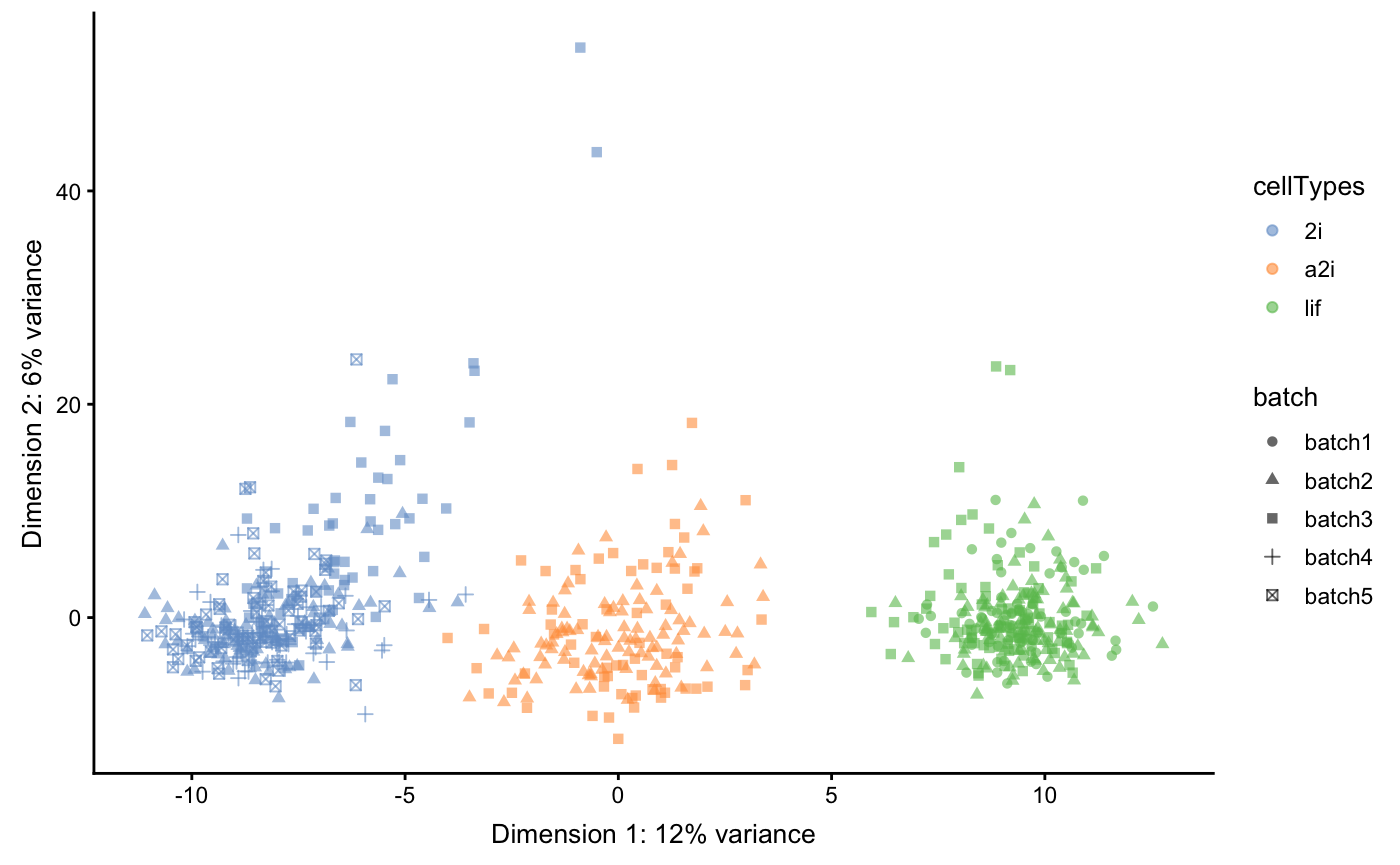 40
20
0
-10
-5
0
5
10
Dimension 1: 12% variance
Dimension 2: 6% variance
cellTypes
2i
a2i
lif
batch
batch1
batch2
batch3
batch4
batch5